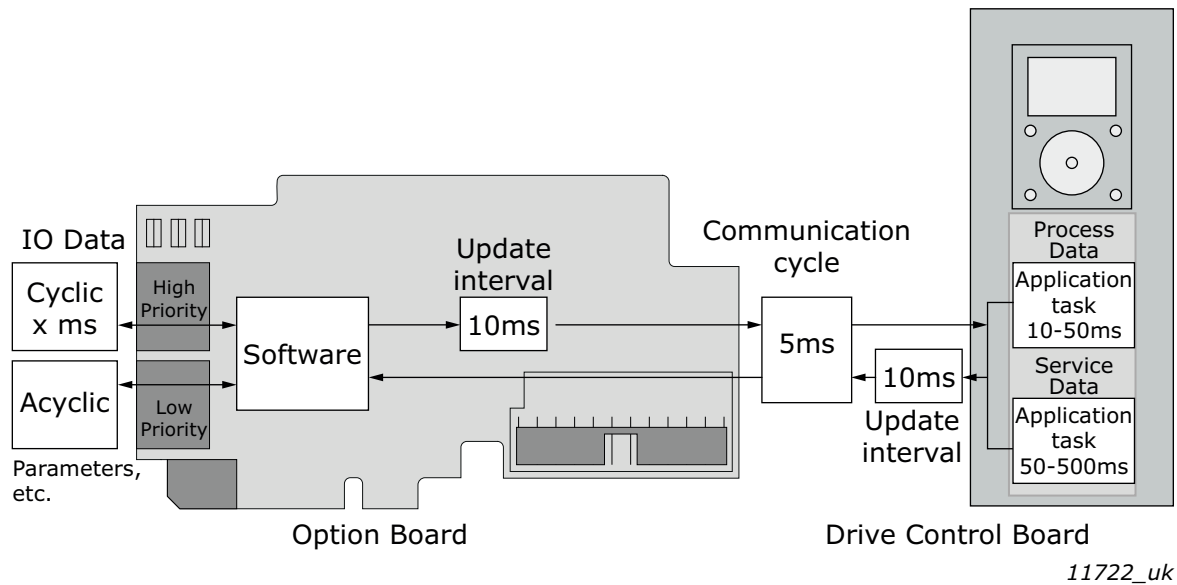 IO Data
Cyclic
x ms
Acyclic
Parameters,
etc.
High
Priority
Low
Priority
Software
Update
interval
10ms
Option Board
Communication
cycle
5ms
10ms
Update
interval
Process
Data
Application
task
10-50ms
Service
Data
Application
task
50-500ms
Drive Control Board
11722_uk